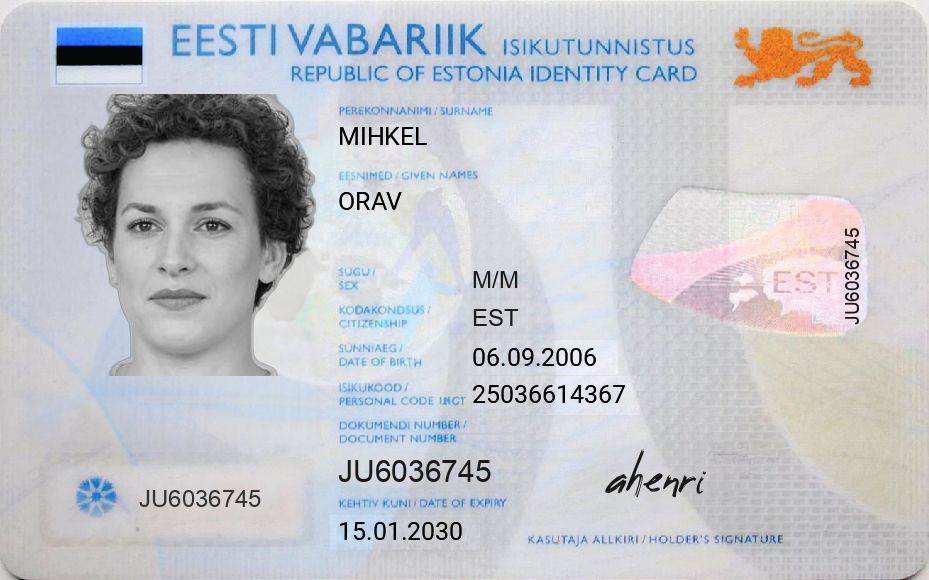 EESTI VABARIIK ISIKUTUNNISTUS
REPUBLIC OF ESTONIA IDENTITY CARD
PEREKONNANIMI / SURNAME
MIHKEL
EESNIMED / GIVEN NAMES
ORAV
SUGU /
SEX
M/M
KODAKONDSUS /
CITIZENSHIP
EST
SÜNNIAEG /
DATE OF BIRTH
06.09.2006
ISIKUKOOD /
PERSONAL CODE
25036614367
DOKUMENDI NUMBER /
DOCUMENT NUMBER
JU6036745
KEHTIV KUNI / DATE OF EXPIRY
15.01.2030
JU6036745
EST
JU6036745
ahenri
KASUTAJA ALLKIRI / HOLDER'S SIGNATURE